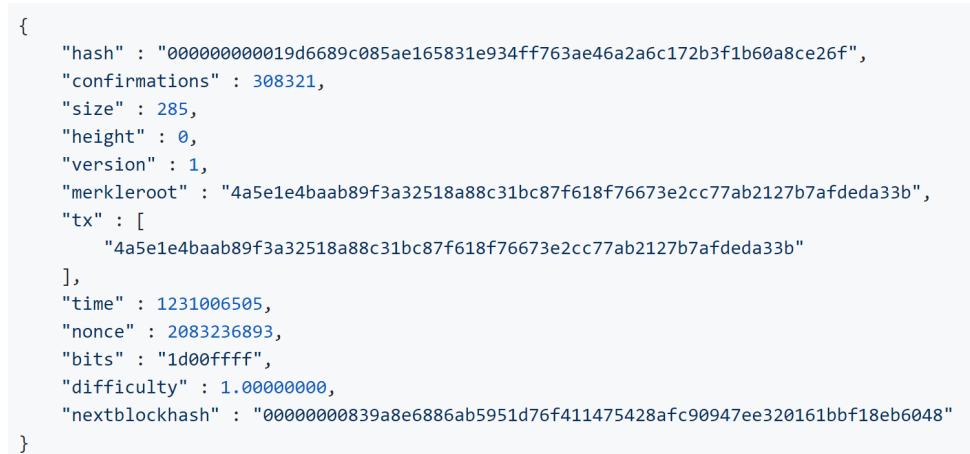 {
    "hash" : "000000000019d6689c085ae165831e934ff763ae46a2a6c172b3f1b60a8ce26f",
    "confirmations" : 308321,
    "size" : 285,
    "height" : 0,
    "version" : 1,
    "merkleroot" : "4a5e1e4baab89f3a32518a88c31bc87f618f76673e2cc77ab2127b7afdeda33b",
    "tx" : [
        "4a5e1e4baab89f3a32518a88c31bc87f618f76673e2cc77ab2127b7afdeda33b"
    ],
    "time" : 1231006505,
    "nonce" : 2083236893,
    "bits" : "1d00ffff",
    "difficulty" : 1.00000000,
    "nextblockhash" : "00000000839a8e6886ab5951d76f411475428afc90947ee320161bbf18eb6048"
}